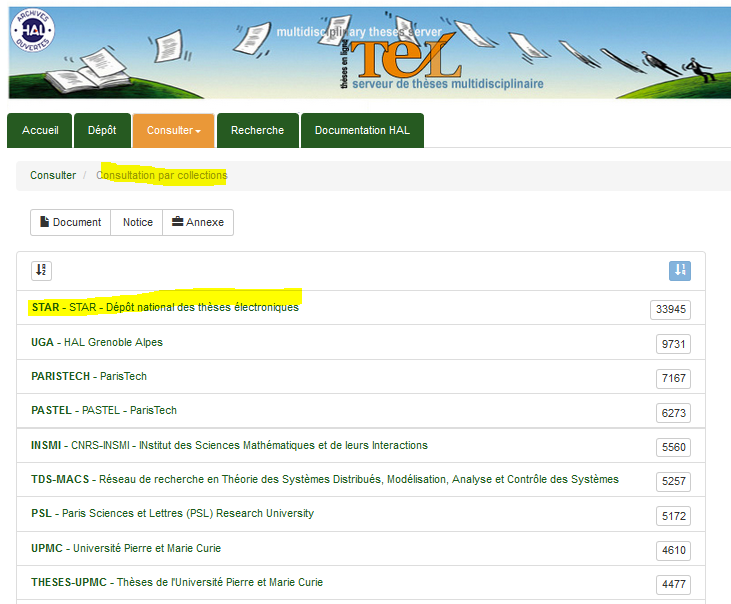 ARCHIVES
HAL
OUVERTES
multidisciplinary theses server
thèses en ligne
TEL
serveur de thèses multidisciplinaire
Accueil
Dépôt
Consulter
Recherche
Documentation HAL
Consulter / Consultation par collections
Document
Notice
Annexe
STAR - STAR - Dépôt national des thèses électroniques
33945
UGA - HAL Grenoble Alpes
9731
PARISTECH - ParisTech
7167
PASTEL - PASTEL - ParisTech
6273
INSMI - CNRS-INSMI - INstitut des Sciences Mathématiques et de leurs Interactions
5560
TDS-MACS - Réseau de recherche en Théorie des Systèmes Distribués, Modélisation, Analyse et Contrôle des Systèmes
5257
PSL - Paris Sciences et Lettres (PSL) Research University
5172
UPMC - Université Pierre et Marie Curie
4610
THESES-UPMC - Thèses de l'Université Pierre et Marie Curie
4477